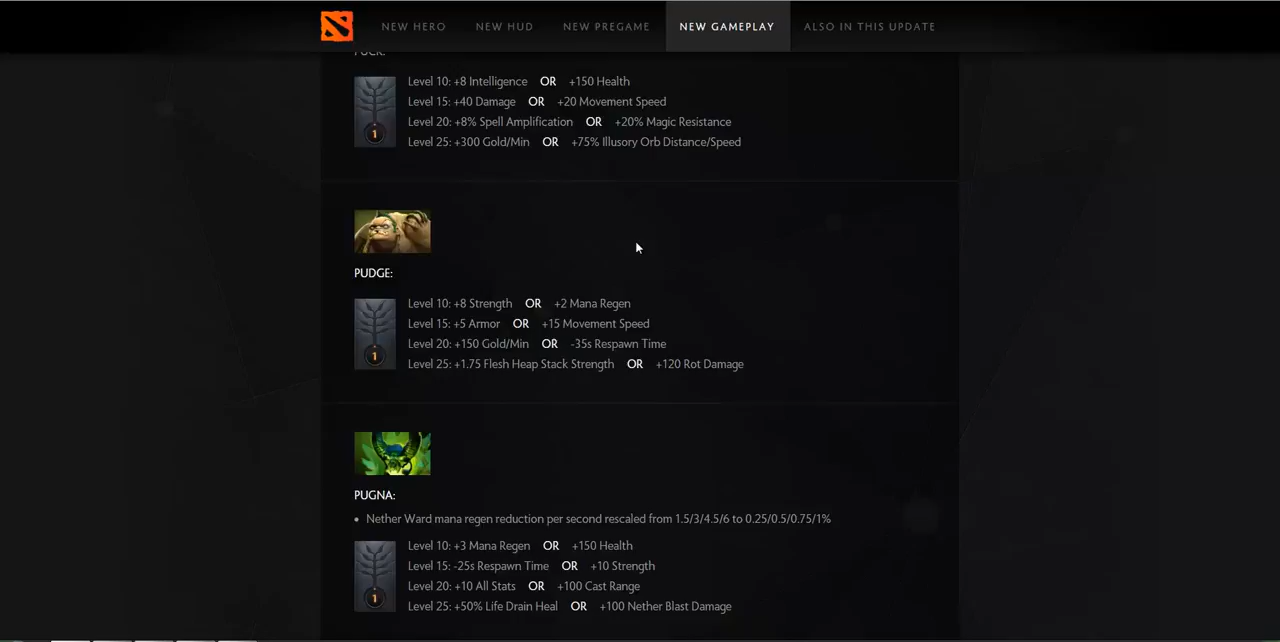 NEW HERO NEW HUD NEW PREGAME NEW GAMEPLAY ALSO IN THIS UPDATE
PUCK:
Level 10: +8 Intelligence OR +150 Health
Level 15: +40 Damage OR +20 Movement Speed
Level 20: +8% Spell Amplification OR +20% Magic Resistance
Level 25: +300 Gold/Min OR +75% Illusory Orb Distance/Speed
1
PUDGE:
Level 10: +8 Strength OR +2 Mana Regen
Level 15: +5 Armor OR +15 Movement Speed
Level 20: +150 Gold/Min OR -35s Respawn Time
Level 25: +1.75 Flesh Heap Stack Strength OR +120 Rot Damage
1
PUGNA:
• Nether Ward mana regen reduction per second rescaled from 1.5/3/4.5/6 to 0.25/0.5/0.75/1%
Level 10: +3 Mana Regen OR +150 Health
Level 15: -25s Respawn Time OR +10 Strength
Level 20: +10 All Stats OR +100 Cast Range
Level 25: +50% Life Drain Heal OR +100 Nether Blast Damage
1